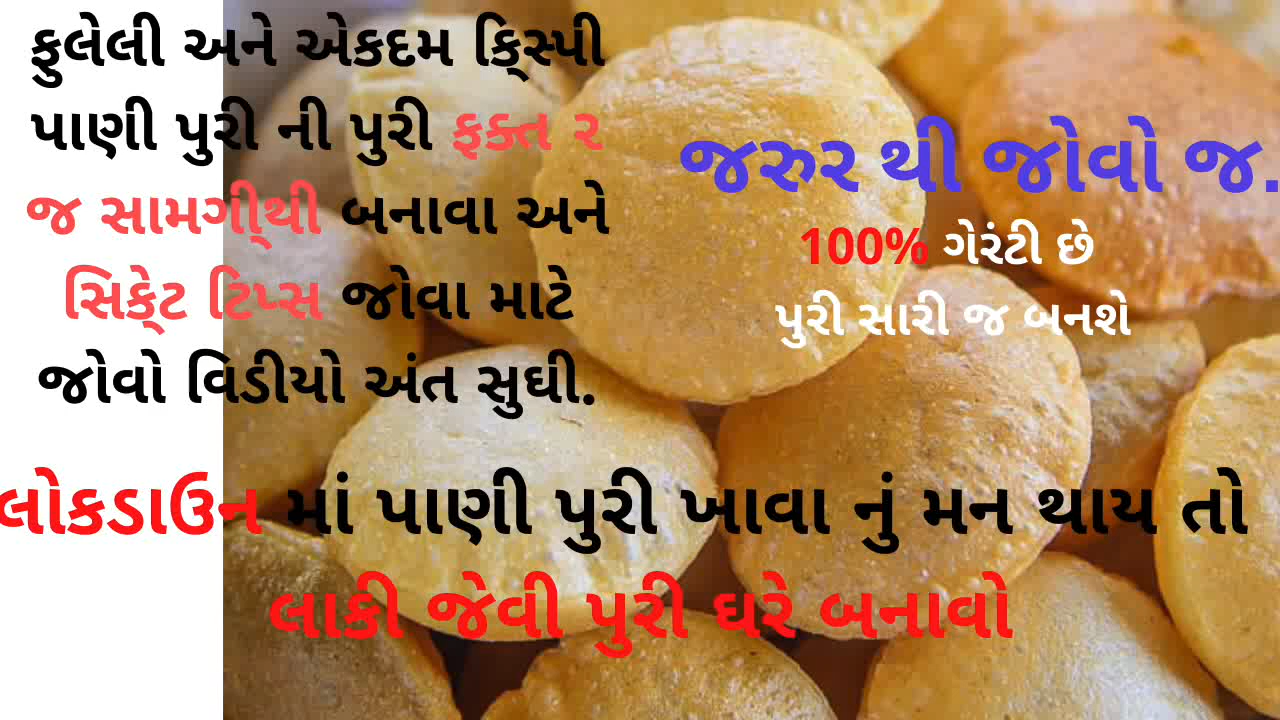 ફુલેલી અને એકદમ ક્રિસ્પી
પાણી પુરી ની પુરી ફક્ત ૨
જ સામગ્રીથી બનાવા અને
સિક્રેટ ટિપ્સ જોવા માટે
જોવો વિડીયો અંત સુઘી.
જરુર થી જોવો જ.
100% ગેરંટી છે
પુરી સારી જ બનશે
લોકડાઉન માં પાણી પુરી ખાવા નું મન થાય તો
લાકી જેવી પુરી ઘરે બનાવો